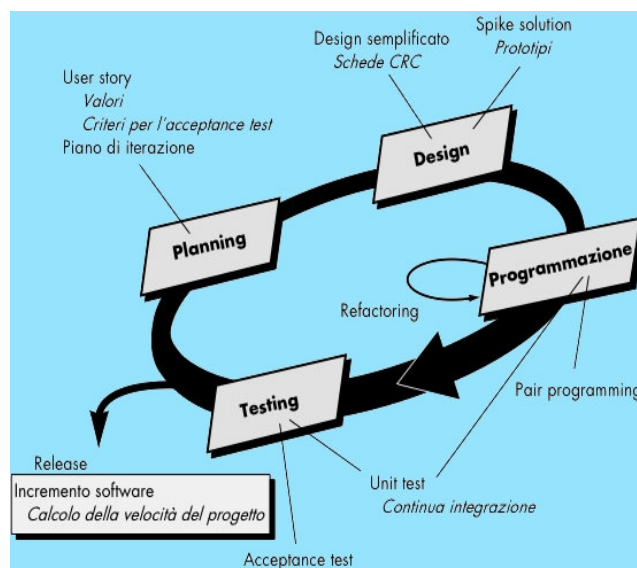 Spike solution
Prototipi
Design semplificato
Schede CRC
User story
Valori
Criteri per l'acceptance test
Piano di iterazione
Design
Planning
Programmazione
Refactoring
Pair programming
Testing
Unit test
Continua integrazione
Release
Incremento software
Calcolo della velocità del progetto
Acceptance test